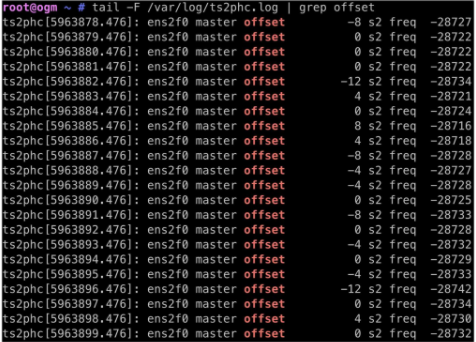 root@ogm ~ # tail -F /var/log/ts2phc.log | grep offset
ts2phc[5963878.476]: ens2f0 master offset -8 s2 freq -28727
ts2phc[5963879.476]: ens2f0 master offset 0 s2 freq -28722
ts2phc[5963880.476]: ens2f0 master offset 0 s2 freq -28722
ts2phc[5963881.476]: ens2f0 master offset 0 s2 freq -28722
ts2phc[5963882.476]: ens2f0 master offset -12 s2 freq -28734
ts2phc[5963883.476]: ens2f0 master offset 4 s2 freq -28721
ts2phc[5963884.476]: ens2f0 master offset 0 s2 freq -28724
ts2phc[5963885.476]: ens2f0 master offset 8 s2 freq -28716
ts2phc[5963886.476]: ens2f0 master offset 4 s2 freq -28718
ts2phc[5963887.476]: ens2f0 master offset -8 s2 freq -28728
ts2phc[5963888.476]: ens2f0 master offset -4 s2 freq -28727
ts2phc[5963889.476]: ens2f0 master offset -4 s2 freq -28728
ts2phc[5963890.476]: ens2f0 master offset 0 s2 freq -28725
ts2phc[5963891.476]: ens2f0 master offset -8 s2 freq -28733
ts2phc[5963892.476]: ens2f0 master offset 0 s2 freq -28728
ts2phc[5963893.476]: ens2f0 master offset -4 s2 freq -28732
ts2phc[5963894.476]: ens2f0 master offset 0 s2 freq -28729
ts2phc[5963895.476]: ens2f0 master offset -4 s2 freq -28733
ts2phc[5963896.476]: ens2f0 master offset -12 s2 freq -28742
ts2phc[5963897.476]: ens2f0 master offset 0 s2 freq -28734
ts2phc[5963898.476]: ens2f0 master offset 4 s2 freq -28730
ts2phc[5963899.476]: ens2f0 master offset 0 s2 freq -28732